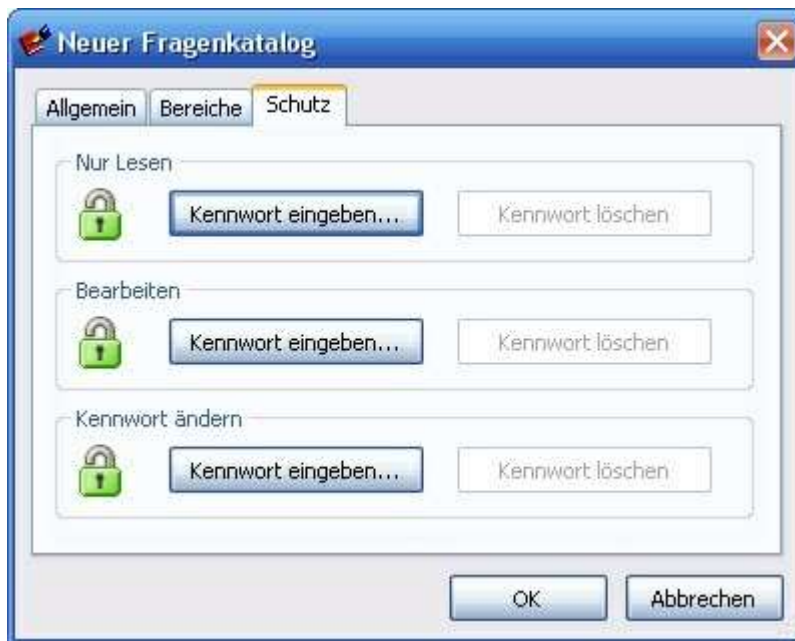 Neuer Fragenkatalog
Allgemein Bereiche Schutz
Nur Lesen
Kennwort eingeben... Kennwort löschen
Bearbeiten
Kennwort eingeben... Kennwort löschen
Kennwort ändern
Kennwort eingeben... Kennwort löschen
OK Abbrechen